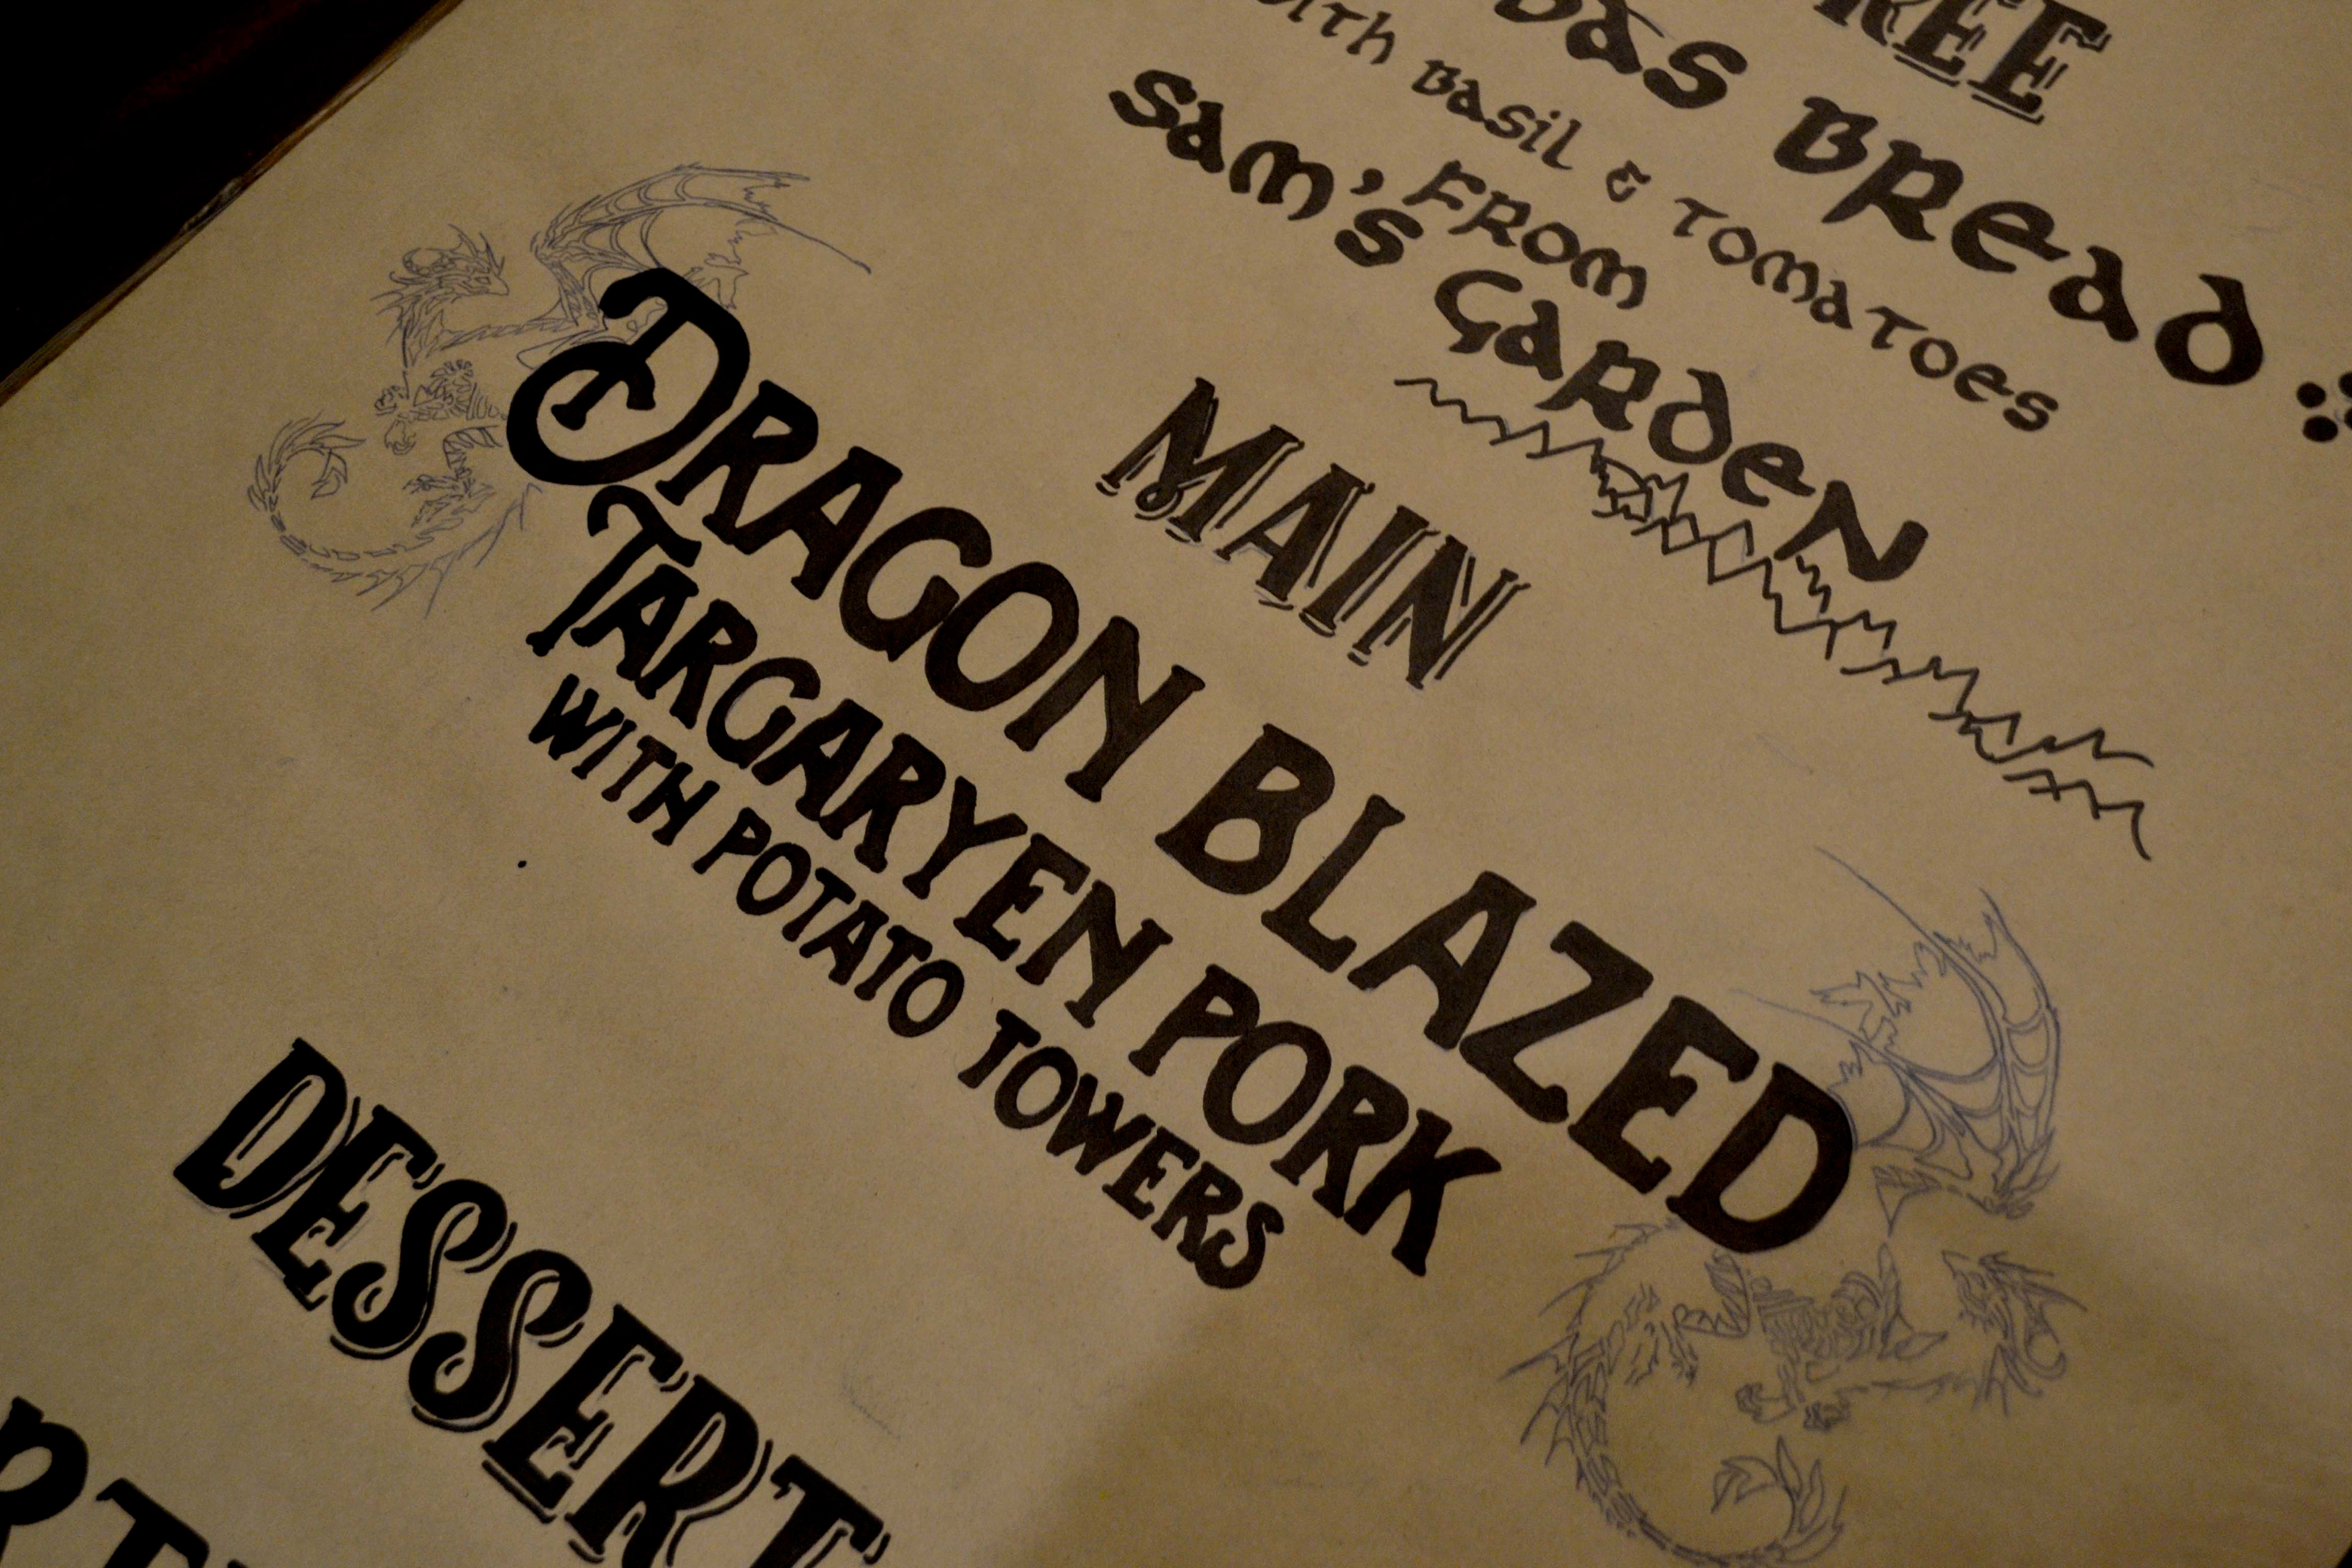 Bread
with Basil & Tomatoes
From
Sam's Garden
MAIN
DRAGON BLAZED
TARGARYEN PORK
WITH POTATO TOWERS
DESSERT